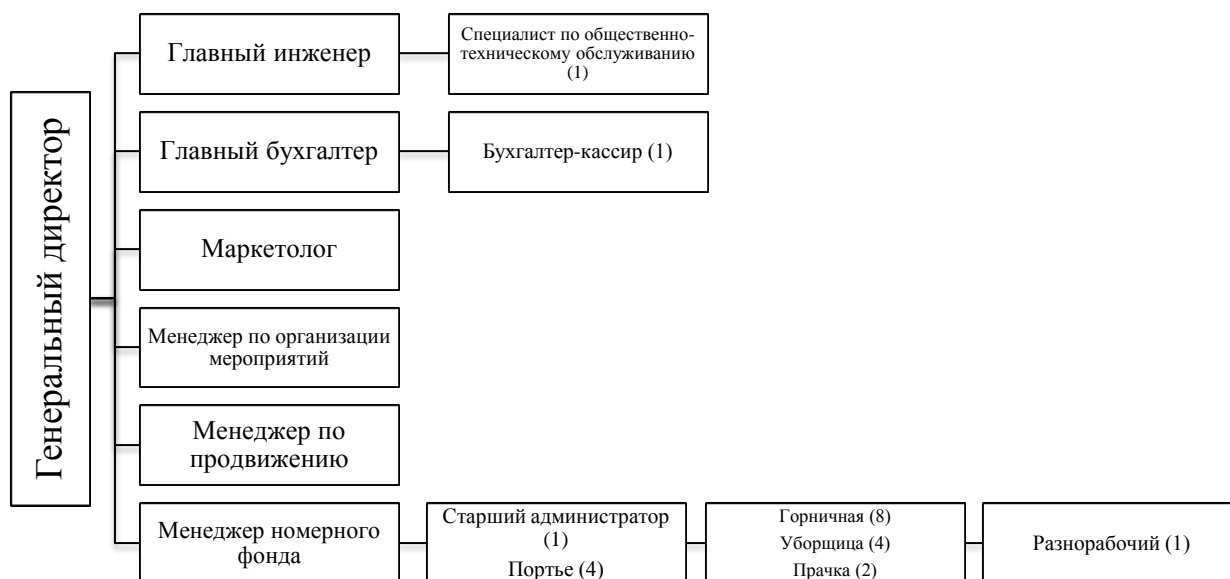 Генеральный директор
Главный инженер
Специалист по общественно-
техническому обслуживанию
(1)
Главный бухгалтер
Бухгалтер-кассир (1)
Маркетолог
Менеджер по организации
мероприятий
Менеджер по
продвижению
Менеджер номерного
фонда
Старший администратор
(1)
Портье (4)
Горничная (8)
Уборщица (4)
Прачка (2)
Разнорабочий (1)